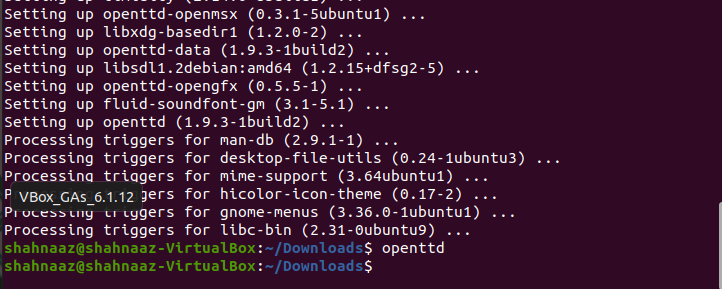 Setting up openttd-openmsx (0.3.1-5ubuntu1) ...
Setting up libxdg-basedir1 (1.2.0-2) ...
Setting up openttd-data (1.9.3-1build2) ...
Setting up libsdl1.2debian:amd64 (1.2.15+dfsg2-5) ...
Setting up openttd-opengfx (0.5.5-1) ...
Setting up fluid-soundfont-gm (3.1-5.1) ...
Setting up openttd (1.9.3-1build2) ...
Processing triggers for man-db (2.9.1-1) ...
Processing triggers for desktop-file-utils (0.24-1ubuntu3) ...
Processing triggers for mime-support (3.64ubuntu1) ...
Processing triggers for hicolor-icon-theme (0.17-2) ...
VBox_GAs_6.1.12
Processing triggers for gnome-menus (3.36.0-1ubuntu1) ...
Processing triggers for libc-bin (2.31-0ubuntu9) ...
shahnaaz@shahnaaz-VirtualBox:~/Downloads$ openttd
shahnaaz@shahnaaz-VirtualBox:~/Downloads$